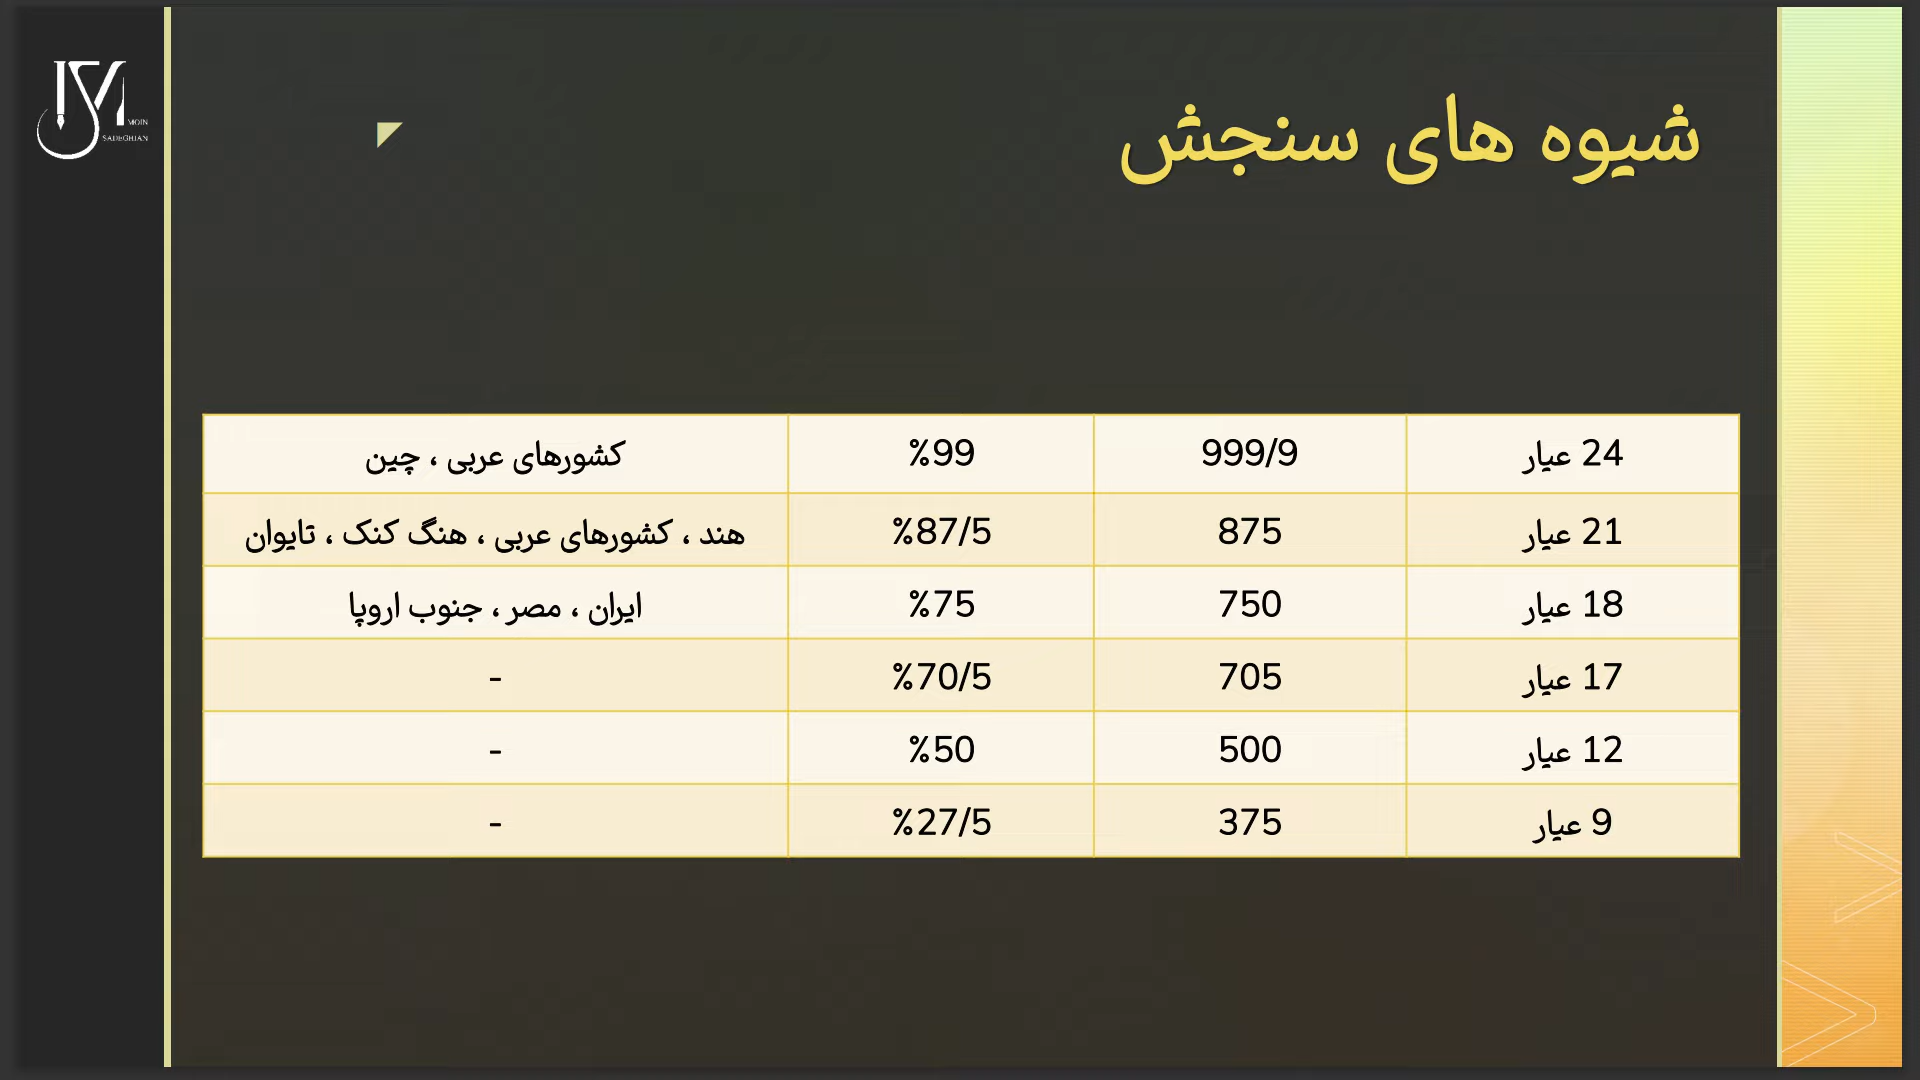 MOIN
SADEGHIAN
شیوه های سنجش
24 عیار 999/9 %99 کشورهای عربی ، چین
21 عیار 875 %87/5 هند ، کشورهای عربی ، هنگ کنک ، تایوان
18 عیار 750 %75 ایران ، مصر ، جنوب اروپا
17 عیار 705 %70/5 -
12 عیار 500 %50 -
9 عیار 375 %27/5 -